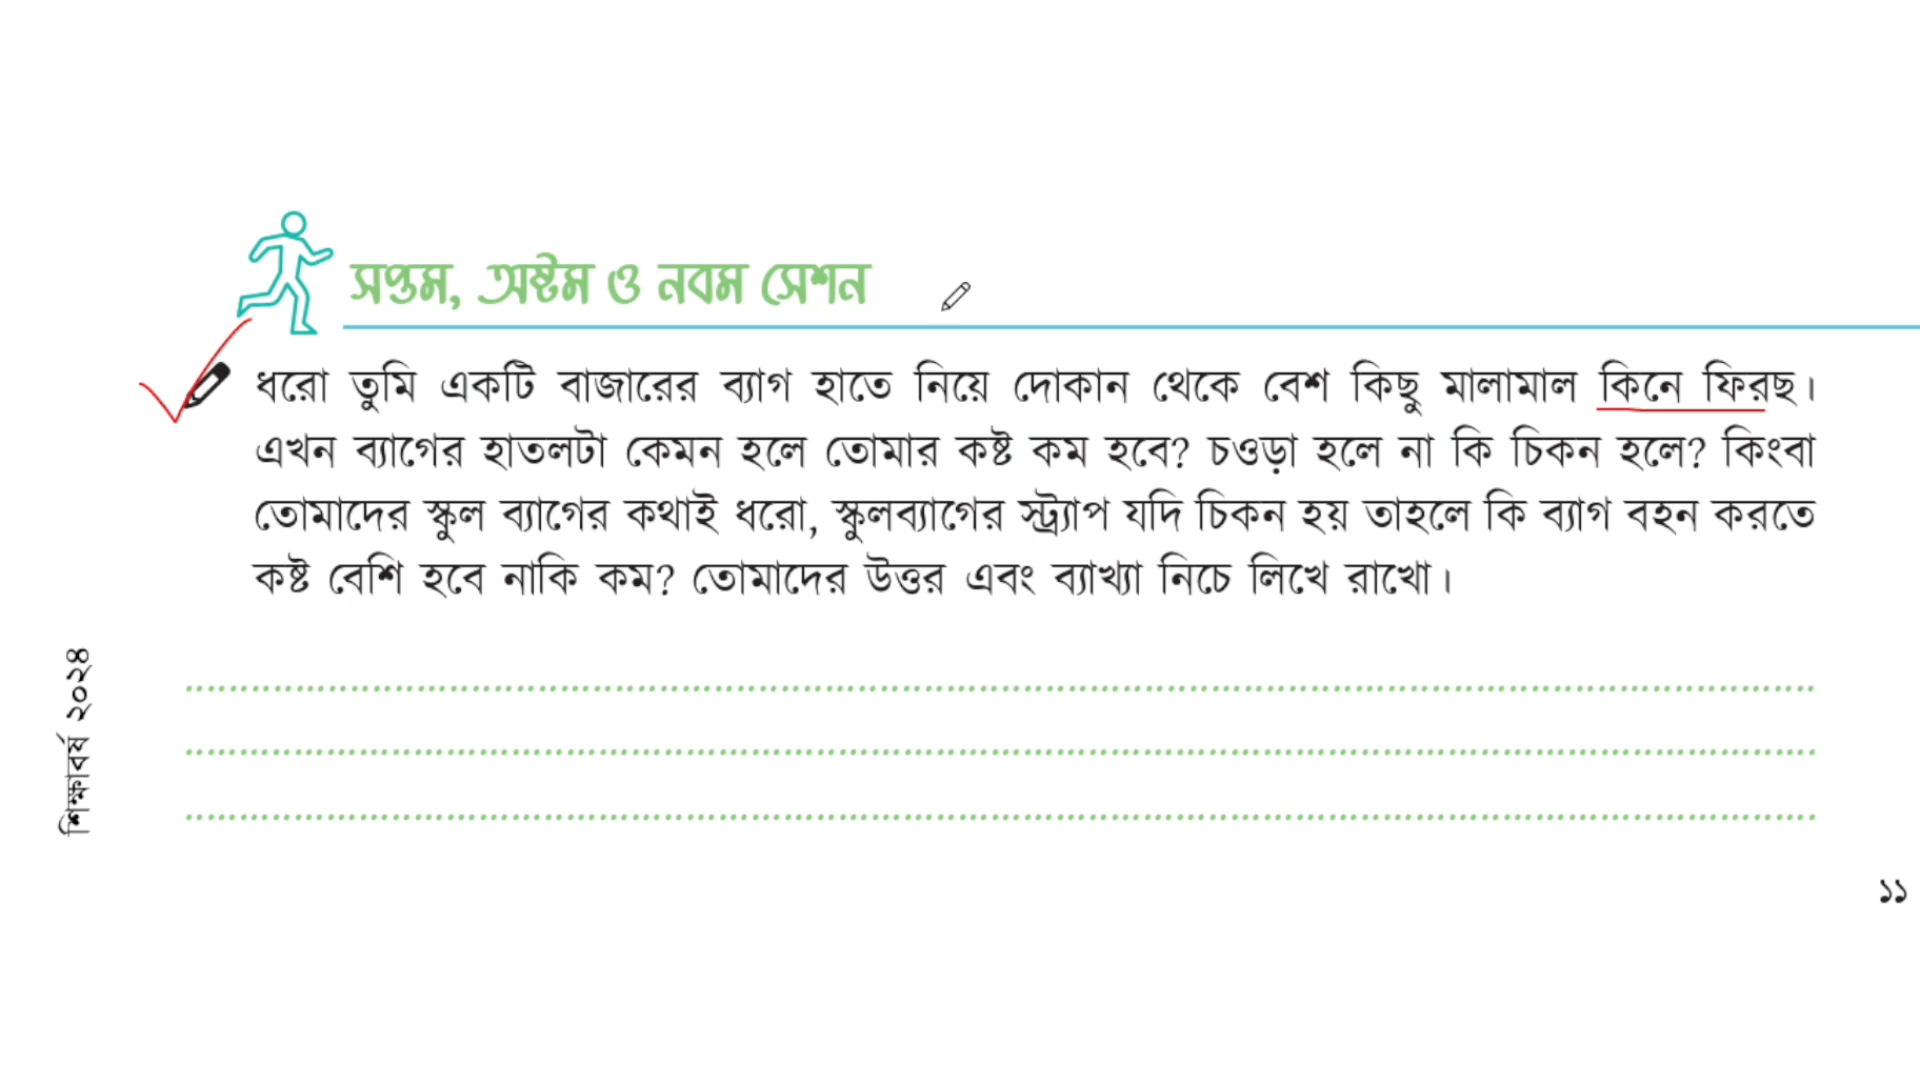 সপ্তম, অষ্টম ও নবম সেশন
ধরো তুমি একটি বাজারের ব্যাগ হাতে নিয়ে দোকান থেকে বেশ কিছু মালামাল কিনে ফিরছ।
এখন ব্যাগের হাতলটা কেমন হলে তোমার কষ্ট কম হবে? চওড়া হলে না কি চিকন হলে? কিংবা
তোমাদের স্কুল ব্যাগের কথাই ধরো, স্কুলব্যাগের স্ট্র্যাপ যদি চিকন হয় তাহলে কি ব্যাগ বহন করতে
কষ্ট বেশি হবে নাকি কম? তোমাদের উত্তর এবং ব্যাখ্যা নিচে লিখে রাখো।
শিক্ষাবর্ষ ২০২৪
১১